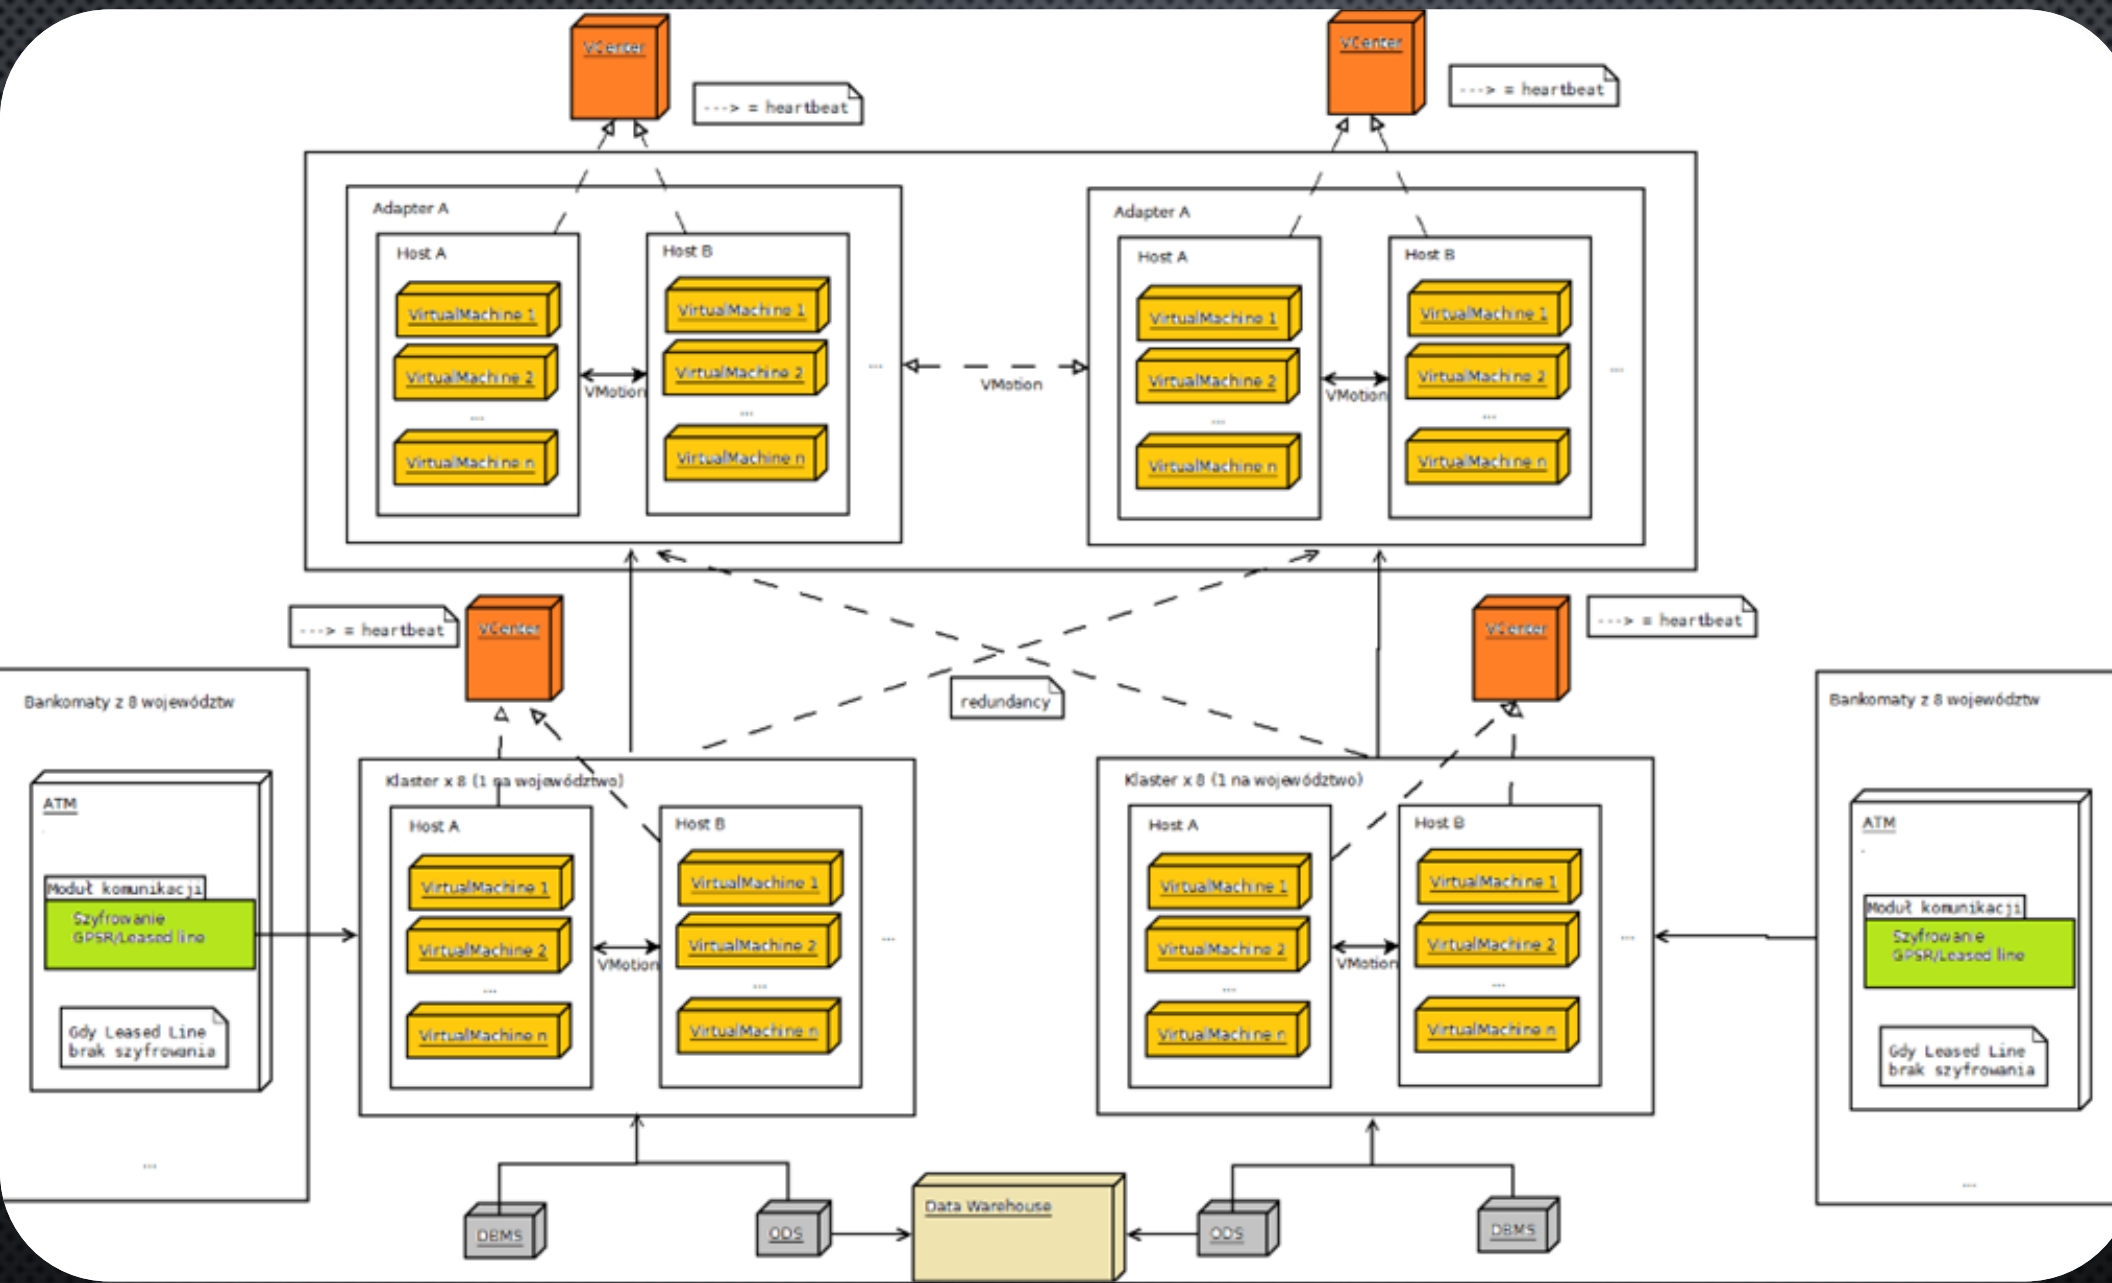 VCenter
---> = heartbeat
VCenter
---> = heartbeat
Adapter A
Host A
VirtualMachine 1
VirtualMachine 2
...
VirtualMachine n
VMotion
Host B
VirtualMachine 1
VirtualMachine 2
...
VirtualMachine n
...
VMotion
Adapter A
Host A
VirtualMachine 1
VirtualMachine 2
...
VirtualMachine n
VMotion
Host B
VirtualMachine 1
VirtualMachine 2
...
VirtualMachine n
...
---> = heartbeat
VCenter
redundancy
VCenter
---> = heartbeat
Bankomaty z 8 województw
ATM
Moduł komunikacji
Szyfrowanie
GPSR/Leased line
Gdy Leased Line
brak szyfrowania
...
Klaster x 8 (1 na województwo)
Host A
VirtualMachine 1
VirtualMachine 2
...
VirtualMachine n
VMotion
Host B
VirtualMachine 1
VirtualMachine 2
...
VirtualMachine n
...
Klaster x 8 (1 na województwo)
Host A
VirtualMachine 1
VirtualMachine 2
...
VirtualMachine n
VMotion
Host B
VirtualMachine 1
VirtualMachine 2
...
VirtualMachine n
...
Bankomaty z 8 województw
ATM
Moduł komunikacji
Szyfrowanie
GPSR/Leased line
Gdy Leased Line
brak szyfrowania
...
DBMS
ODS
Data Warehouse
ODS
DBMS